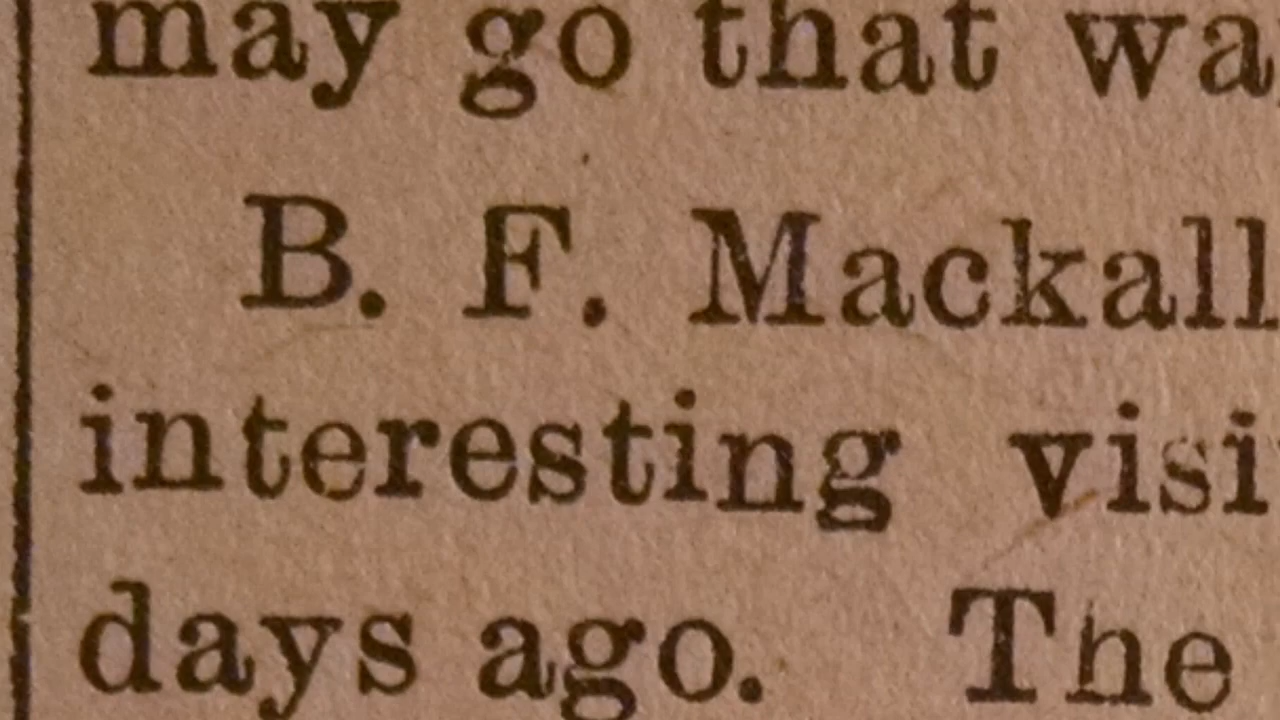 may go that wa
B. F. Mackall
interesting visi
days ago. The